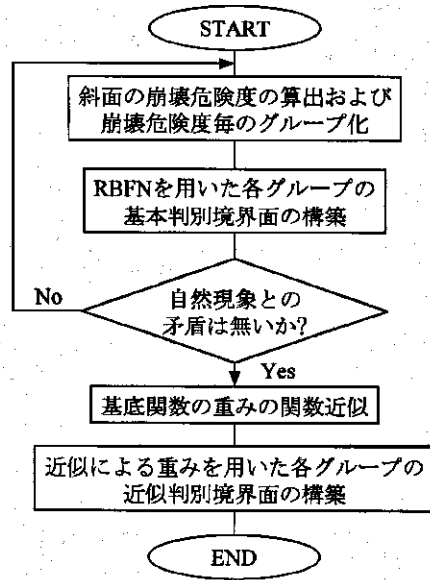 START
斜面の崩壊危険度の算出および
崩壊危険度毎のグループ化
RBFNを用いた各グループの
基本判別境界面の構築
No
自然現象との
矛盾は無いか?
Yes
基底関数の重みの関数近似
近似による重みを用いた各グループの
近似判別境界面の構築
END